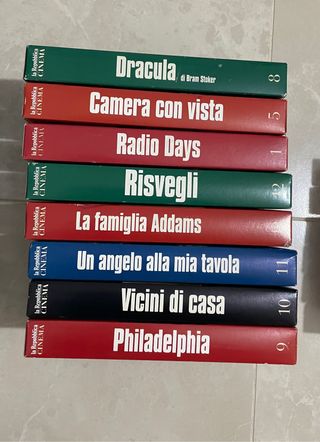 la Repubblica
CINEMA
Dracula di Bram Stoker
8
la Repubblica
CINEMA
Camera con vista
5
la Repubblica
CINEMA
Radio Days
1
la Repubblica
CINEMA
Risvegli
la Repubblica
CINEMA
La famiglia Addams
la Repubblica
CINEMA
Un angelo alla mia tavola
11
la Repubblica
CINEMA
Vicini di casa
10
la Repubblica
CINEMA
Philadelphia
9